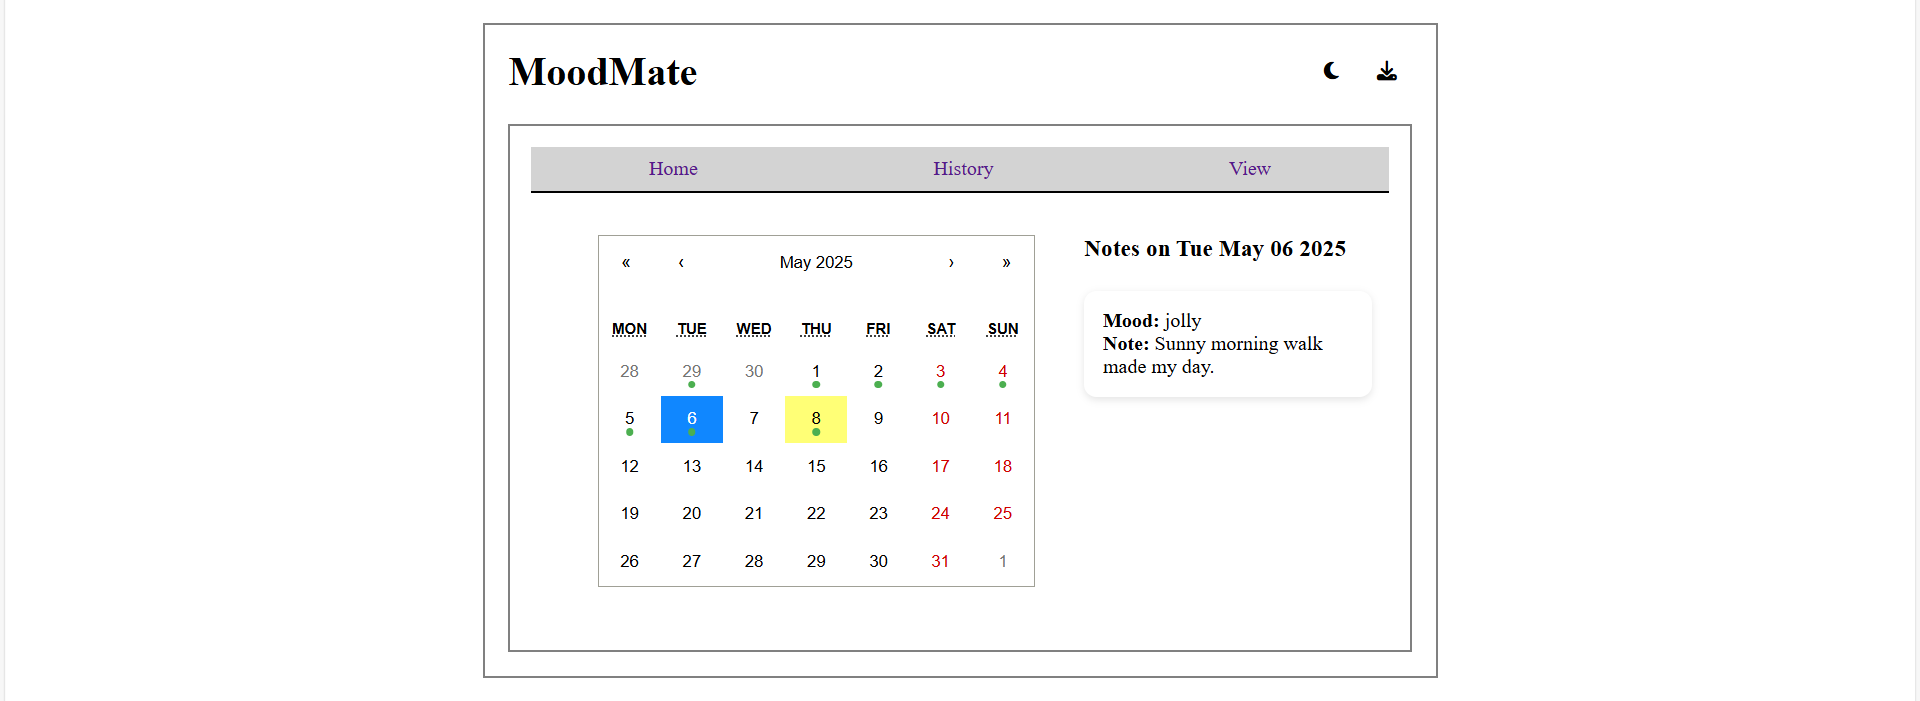 MoodMate
Home History View
« ‹ May 2025 › »
MON TUE WED THU FRI SAT SUN
28 29 30 1 2 3 4
5 6 7 8 9 10 11
12 13 14 15 16 17 18
19 20 21 22 23 24 25
26 27 28 29 30 31 1
Notes on Tue May 06 2025
Mood: jolly
Note: Sunny morning walk
made my day.